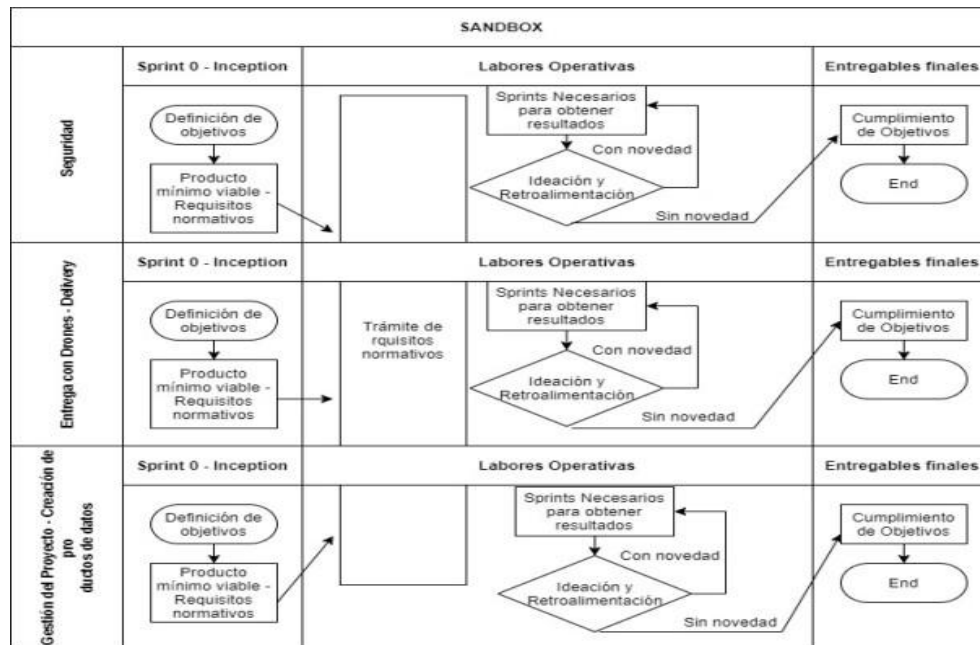 SANDBOX
Seguridad
Sprint 0 - Inception
Labores Operativas
Entregables finales
Definición de
objetivos
Producto
mínimo viable -
Requisitos
normativos
Sprints Necesarios
para obtener
resultados
Con novedad
Ideación y
Retroalimentación
Sin novedad
Cumplimiento
de Objetivos
End
Entrega con Drones - Delivery
Sprint 0 - Inception
Labores Operativas
Entregables finales
Definición de
objetivos
Producto
mínimo viable -
Requisitos
normativos
Trámite de
rquisitos
normativos
Sprints Necesarios
para obtener
resultados
Con novedad
Ideación y
Retroalimentación
Sin novedad
Cumplimiento
de Objetivos
End
Gestión del Proyecto - Creación de
pro
ductos de datos
Sprint 0 - Inception
Labores Operativas
Entregables finales
Definición de
objetivos
Producto
mínimo viable -
Requisitos
normativos
Sprints Necesarios
para obtener
resultados
Con novedad
Ideación y
Retroalimentación
Sin novedad
Cumplimiento
de Objetivos
End